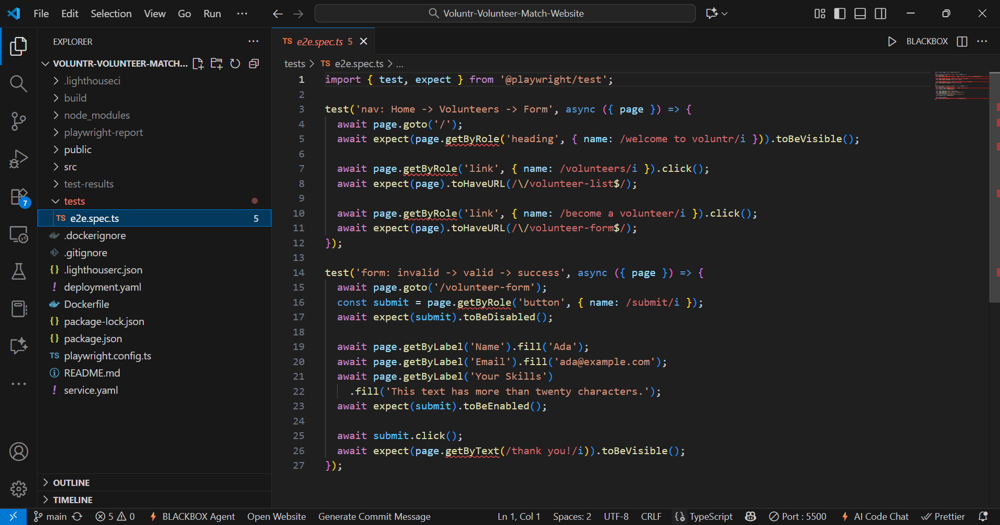 File Edit Selection View Go Run ... Voluntr-Volunteer-Match-Website
EXPLORER ...
TS e2e.spec.ts 5
BLACKBOX ...
VOLUNTR-VOLUNTEER-MATCH...
tests > TS e2e.spec.ts > ...
.lighthouseci
build
node_modules
playwright-report
public
src
test-results
tests
TS e2e.spec.ts 5
.dockerignore
.gitignore
{} .lighthouserc.json
! deployment.yaml
Dockerfile
{} package-lock.json
{} package.json
TS playwright.config.ts
README.md
! service.yaml
OUTLINE
TIMELINE
7
1 import { test, expect } from '@playwright/test';
2
3 test('nav: Home -> Volunteers -> Form', async ({ page }) => {
4 await page.goto('/');
5 await expect(page.getByRole('heading', { name: /welcome to voluntr/i })).toBeVisible();
6
7 await page.getByRole('link', { name: /volunteers/i }).click();
8 await expect(page).toHaveURL(/\/volunteer-list$/);
9
10 await page.getByRole('link', { name: /become a volunteer/i }).click();
11 await expect(page).toHaveURL(/\/volunteer-form$/);
12 });
13
14 test('form: invalid -> valid -> success', async ({ page }) => {
15 await page.goto('/volunteer-form');
16 const submit = page.getByRole('button', { name: /submit/i });
17 await expect(submit).toBeDisabled();
18
19 await page.getByLabel('Name').fill('Ada');
20 await page.getByLabel('Email').fill('ada@example.com');
21 await page.getByLabel('Your Skills')
22 .fill('This text has more than twenty characters.');
23 await expect(submit).toBeEnabled();
24
25 await submit.click();
26 await expect(page.getByText(/thank you!/i)).toBeVisible();
27 });
main 5 0 BLACKBOX Agent Open Website Generate Commit Message Ln 1, Col 1 Spaces: 2 UTF-8 CRLF TypeScript Port : 5500 AI Code Chat Prettier